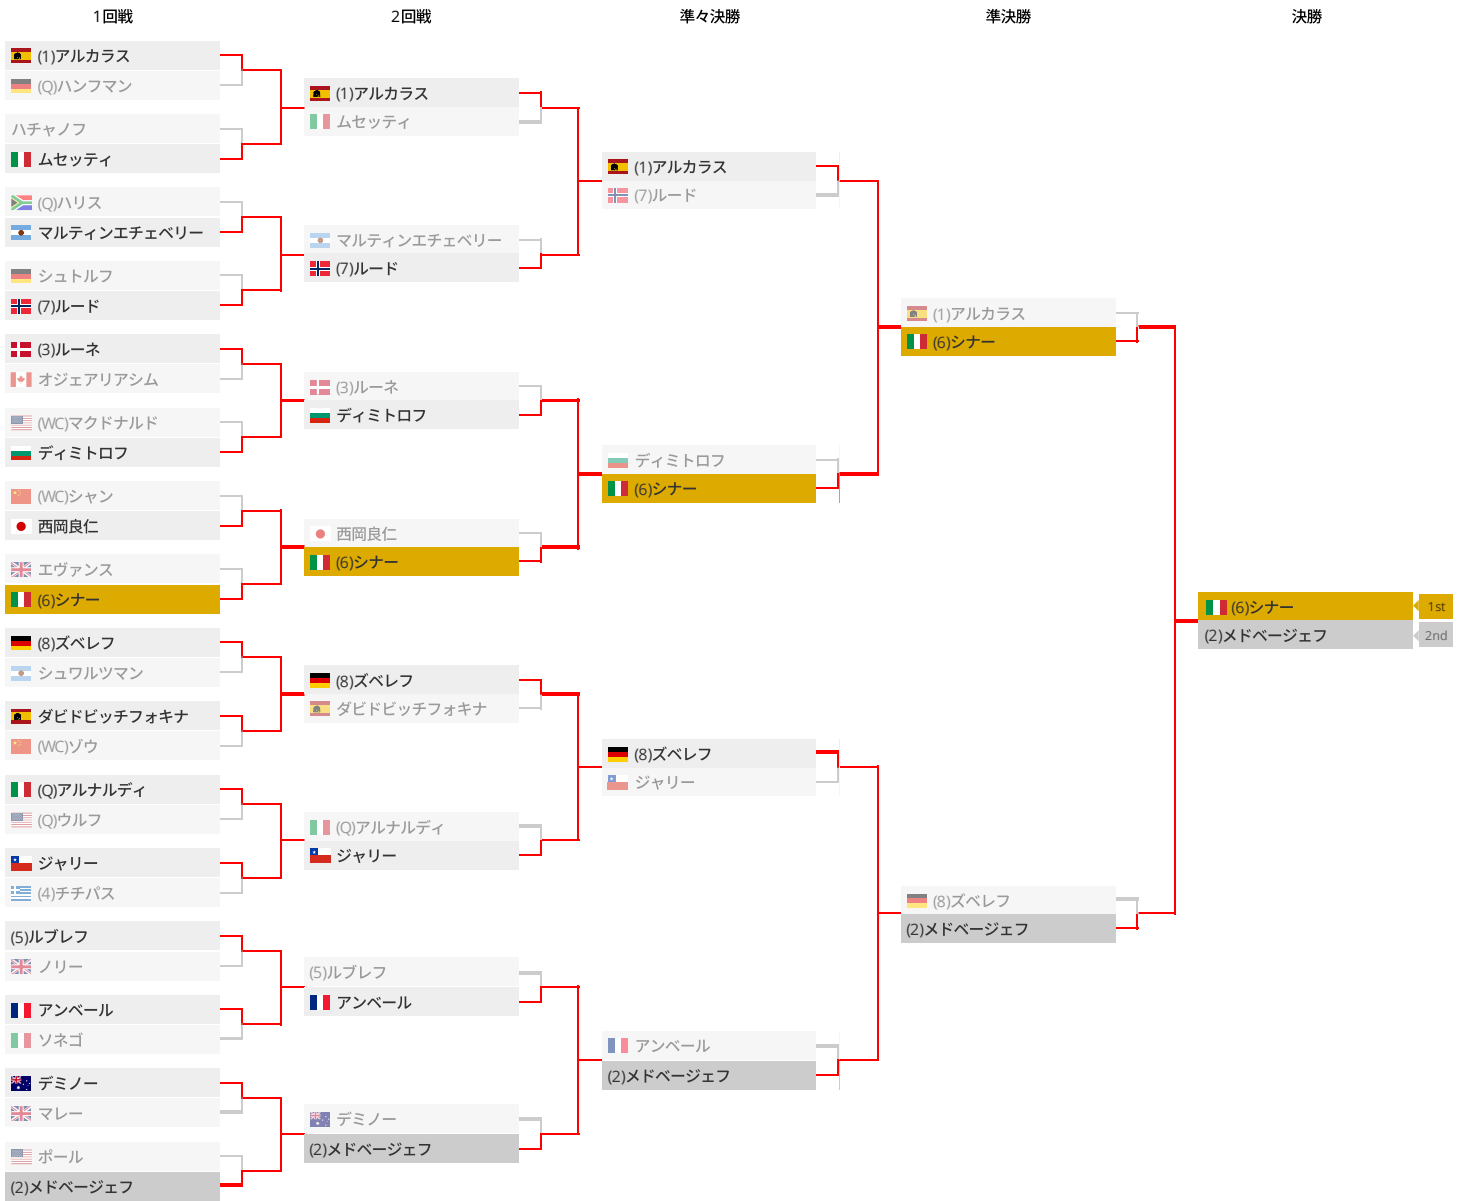 1回戦
2回戦
準々決勝
準決勝
決勝
(1)アルカラス
(Q)ハンフマン
ハチャノフ
ムセッティ
(Q)ハリス
マルティンエチェベリー
シュトルフ
(7)ルード
(3)ルーネ
オジェアリアシム
(WC)マクドナルド
ディミトロフ
(WC)シャン
西岡良仁
エヴァンス
(6)シナー
(8)ズベレフ
シュワルツマン
ダビドビッチフォキナ
(WC)ゾウ
(Q)アルナルディ
(Q)ウルフ
ジャリー
(4)チチパス
(5)ルブレフ
ノリー
アンベール
ソネゴ
デミノー
マレー
ポール
(2)メドベージェフ
(1)アルカラス
ムセッティ
マルティンエチェベリー
(7)ルード
(3)ルーネ
ディミトロフ
西岡良仁
(6)シナー
(8)ズベレフ
ダビドビッチフォキナ
(Q)アルナルディ
ジャリー
(5)ルブレフ
アンベール
デミノー
(2)メドベージェフ
(1)アルカラス
(7)ルード
ディミトロフ
(6)シナー
(8)ズベレフ
ジャリー
アンベール
(2)メドベージェフ
(1)アルカラス
(6)シナー
(8)ズベレフ
(2)メドベージェフ
(6)シナー
1st
(2)メドベージェフ
2nd